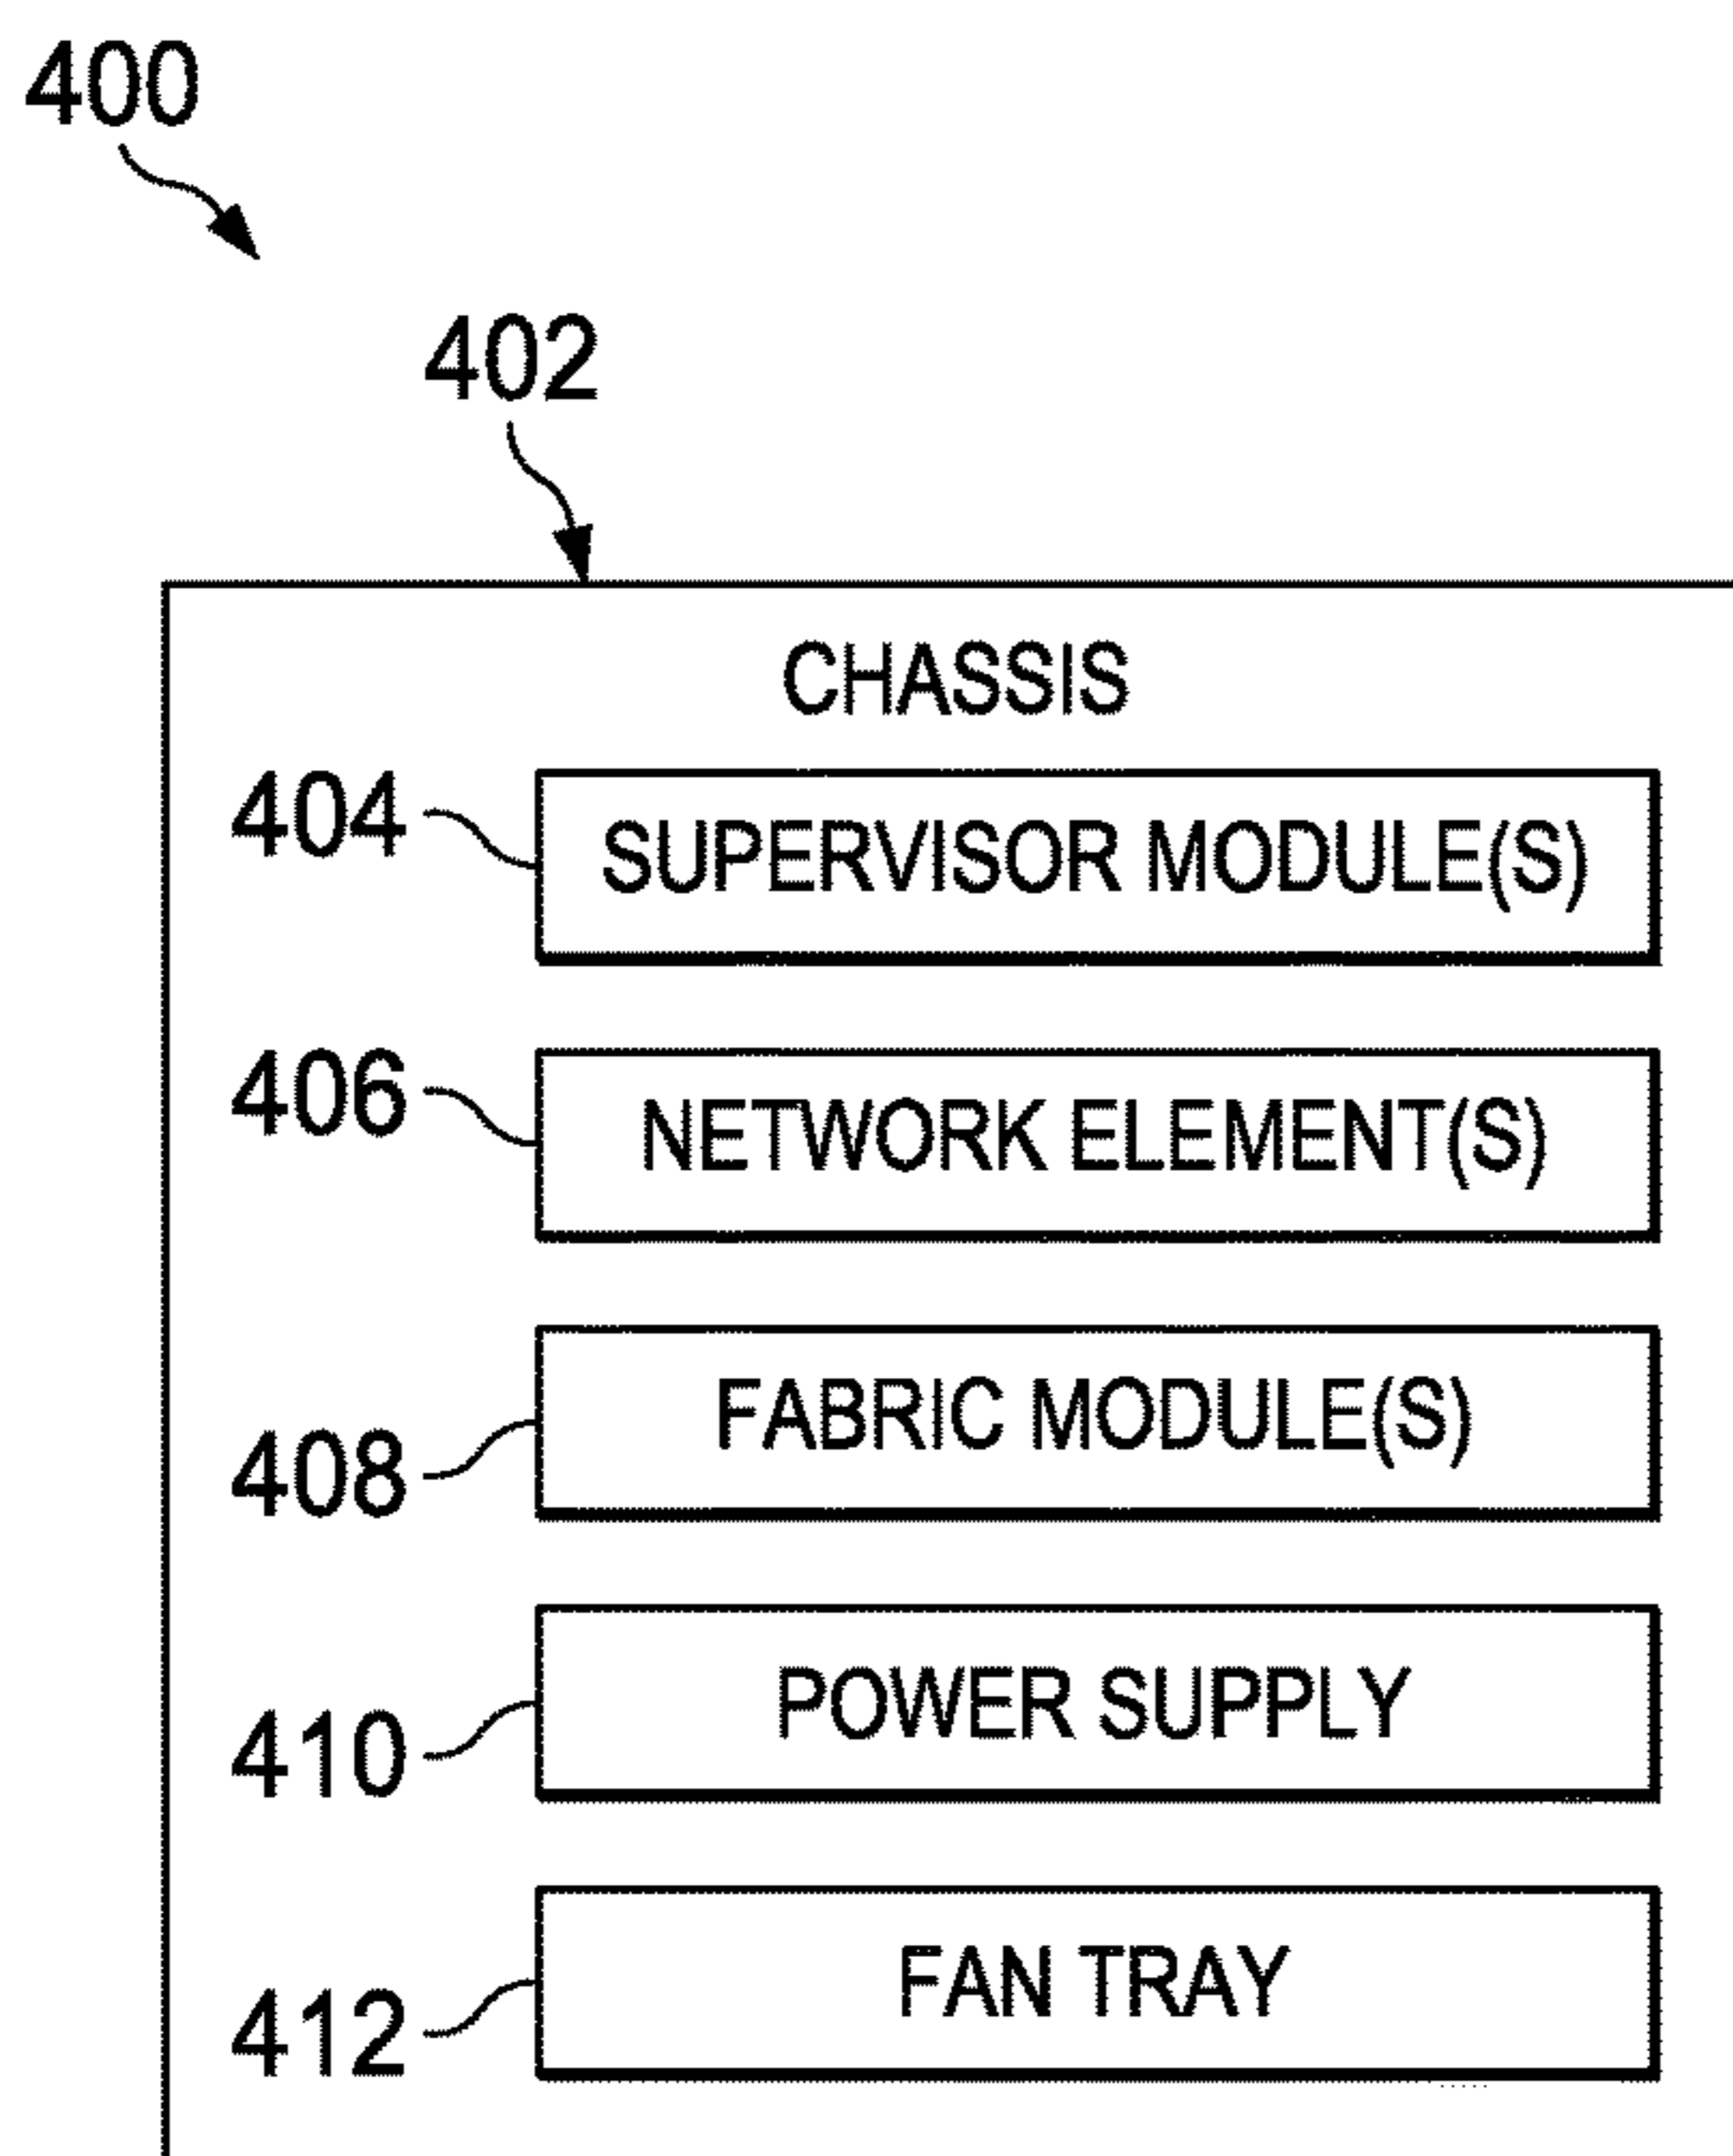 400
402
CHASSIS
404 SUPERVISOR MODULE(S)
406 NETWORK ELEMENT(S)
408 FABRIC MODULE(S)
410 POWER SUPPLY
412 FAN TRAY